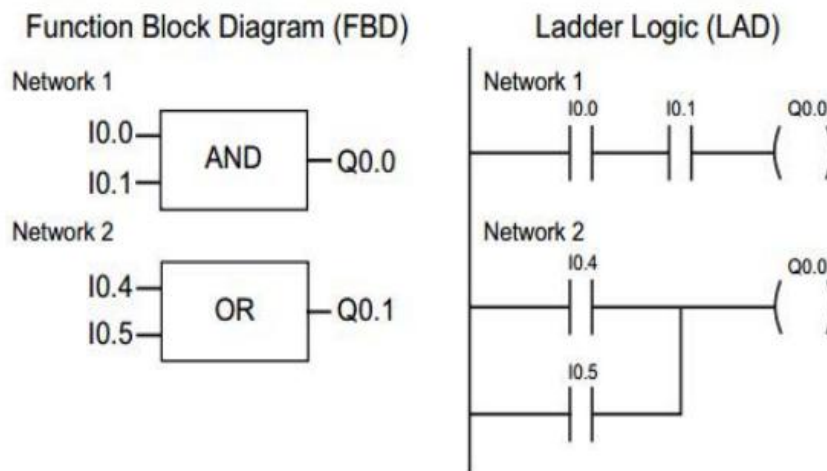 Function Block Diagram (FBD)
Network 1
I0.0
I0.1
AND
Q0.0
Network 2
I0.4
I0.5
OR
Q0.1
Ladder Logic (LAD)
Network 1
I0.0 I0.1 Q0.0
Network 2
I0.4 Q0.0
I0.5